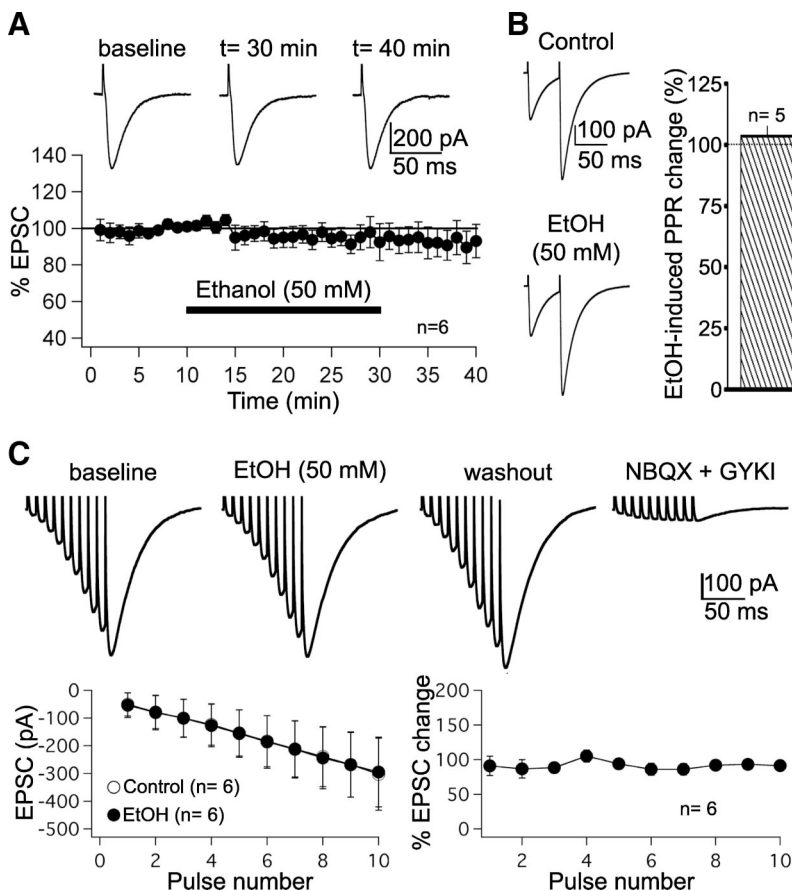 A
baseline
t= 30 min
t= 40 min
200 pA
50 ms
140
120
100
80
60
40
% EPSC
Ethanol (50 mM)
n=6
0 5 10 15 20 25 30 35 40
Time (min)
B
Control
100 pA
50 ms
EtOH
(50 mM)
EtOH-induced PPR change (%)
125
100
75
50
25
0
n= 5
C
baseline
EtOH (50 mM)
washout
NBQX + GYKI
100 pA
50 ms
EPSC (pA)
0
-100
-200
-300
-400
-500
Control (n= 6)
EtOH (n= 6)
0 2 4 6 8 10
Pulse number
% EPSC change
200
150
100
50
0
n= 6
2 4 6 8 10
Pulse number